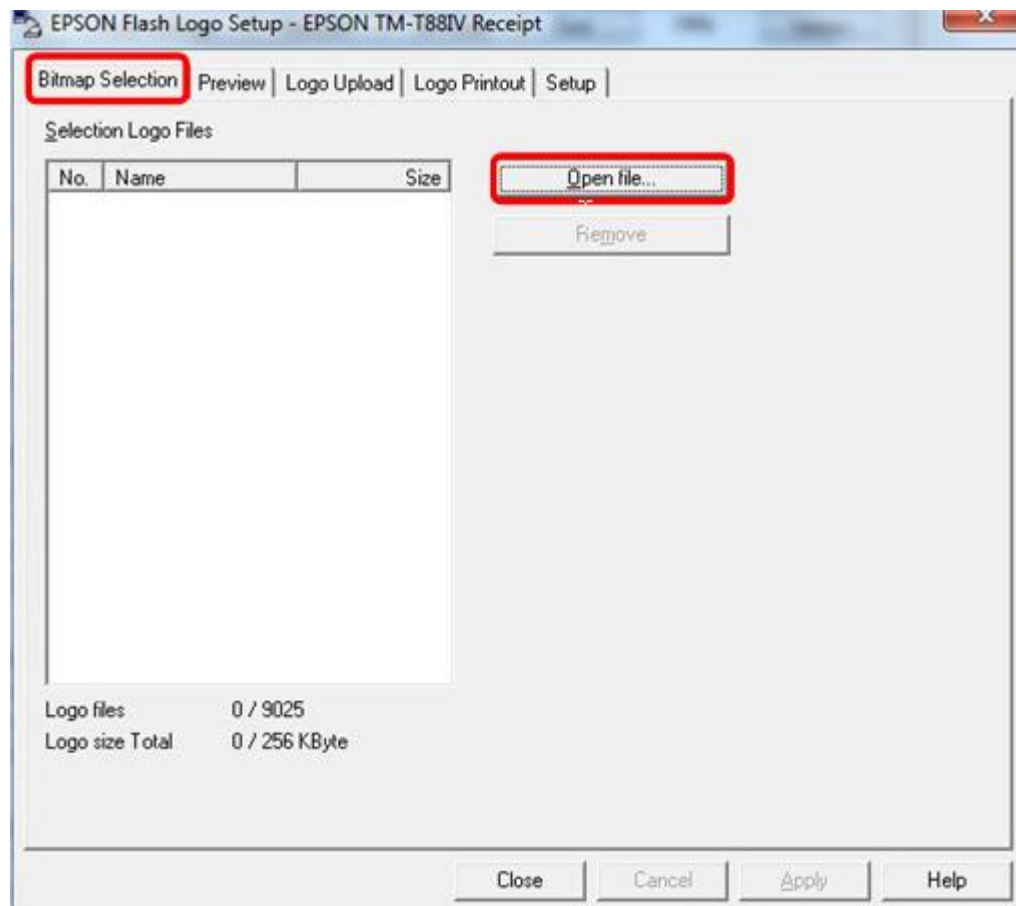 EPSON Flash Logo Setup - EPSON TM-T88IV Receipt
Bitmap Selection Preview Logo Upload Logo Printout Setup
Selection Logo Files
No. Name Size
Open file...
Remove
Logo files 0 / 9025
Logo size Total 0 / 256 KByte
Close Cancel Apply Help